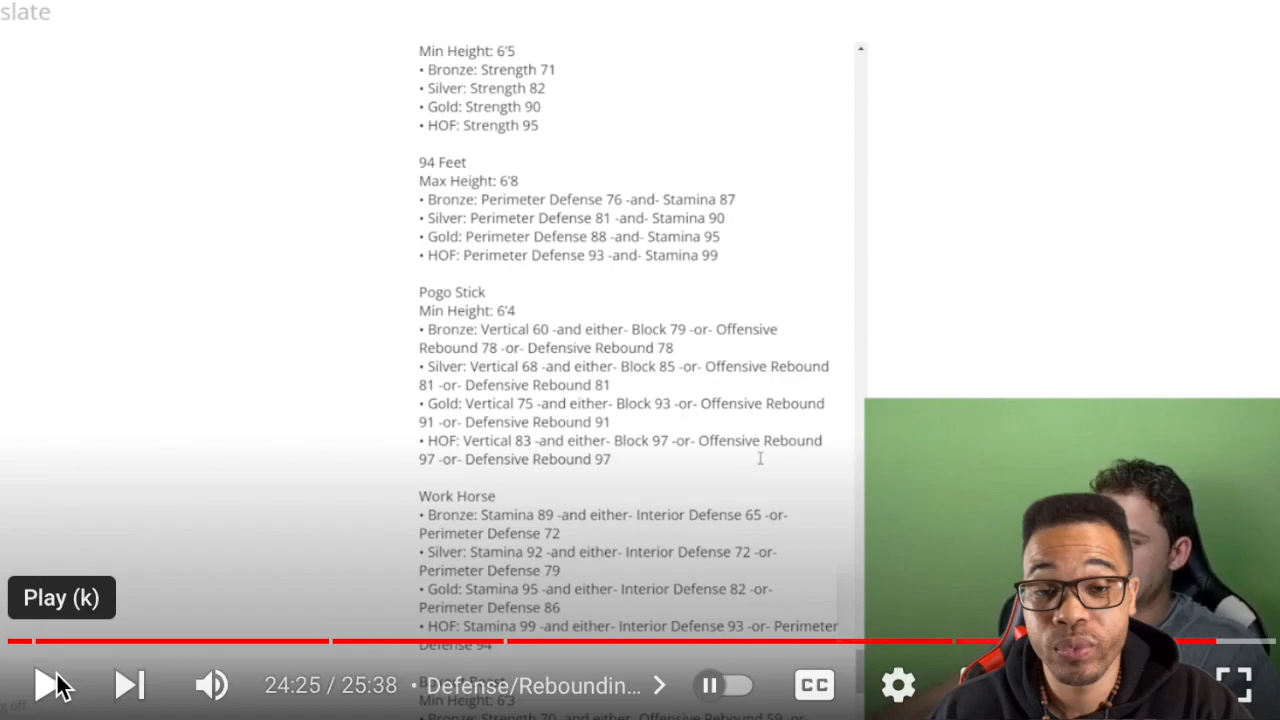 slate
Min Height: 6'5
• Bronze: Strength 71
• Silver: Strength 82
• Gold: Strength 90
• HOF: Strength 95
94 Feet
Max Height: 6'8
• Bronze: Perimeter Defense 76 -and- Stamina 87
• Silver: Perimeter Defense 81 -and- Stamina 90
• Gold: Perimeter Defense 88 -and- Stamina 95
• HOF: Perimeter Defense 93 -and- Stamina 99
Pogo Stick
Min Height: 6'4
• Bronze: Vertical 60 -and either- Block 79 -or- Offensive
Rebound 78 -or- Defensive Rebound 78
• Silver: Vertical 68 -and either- Block 85 -or- Offensive Rebound
81 -or- Defensive Rebound 81
• Gold: Vertical 75 -and either- Block 93 -or- Offensive Rebound
91 -or- Defensive Rebound 91
• HOF: Vertical 83 -and either- Block 97 -or- Offensive Rebound
97 -or- Defensive Rebound 97
Work Horse
• Bronze: Stamina 89 -and either- Interior Defense 65 -or-
Perimeter Defense 72
• Silver: Stamina 92 -and either- Interior Defense 72 -or-
Perimeter Defense 79
• Gold: Stamina 95 -and either- Interior Defense 82 -or-
Perimeter Defense 86
• HOF: Stamina 99 -and either- Interior Defense 93 -or- Perimeter
Defense 94
Play (k)
24:25 / 25:38 • Defense/Reboundin...
CC
Min Height: 6'3
• Bronze: Strength 70 -and- Offensive Rebound 59 -or-